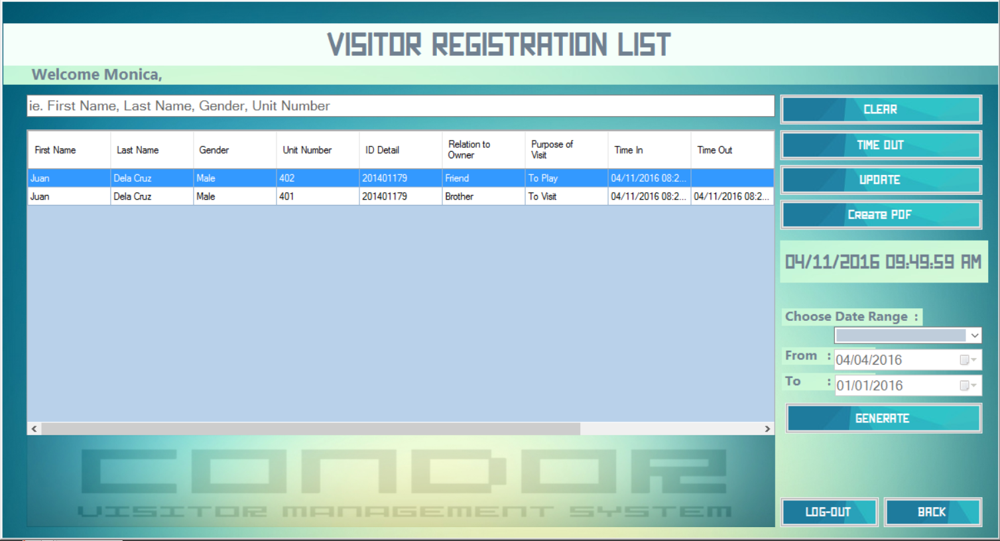 VISITOR REGISTRATION LIST
Welcome Monica,
ie. First Name, Last Name, Gender, Unit Number
CLEAR
First Name Last Name Gender Unit Number ID Detail Relation to Owner Purpose of Visit Time In Time Out
TIME OUT
Juan Dela Cruz Male 402 201401179 Friend To Play 04/11/2016 08:2...
UPDATE
Juan Dela Cruz Male 401 201401179 Brother To Visit 04/11/2016 08:2... 04/11/2016 08:2...
Create PDF
04/11/2016 09:49:59 AM
Choose Date Range :
From : 04/04/2016
To : 01/01/2016
GENERATE
CONDOR
VISITOR MANAGEMENT SYSTEM
LOG-OUT BACK